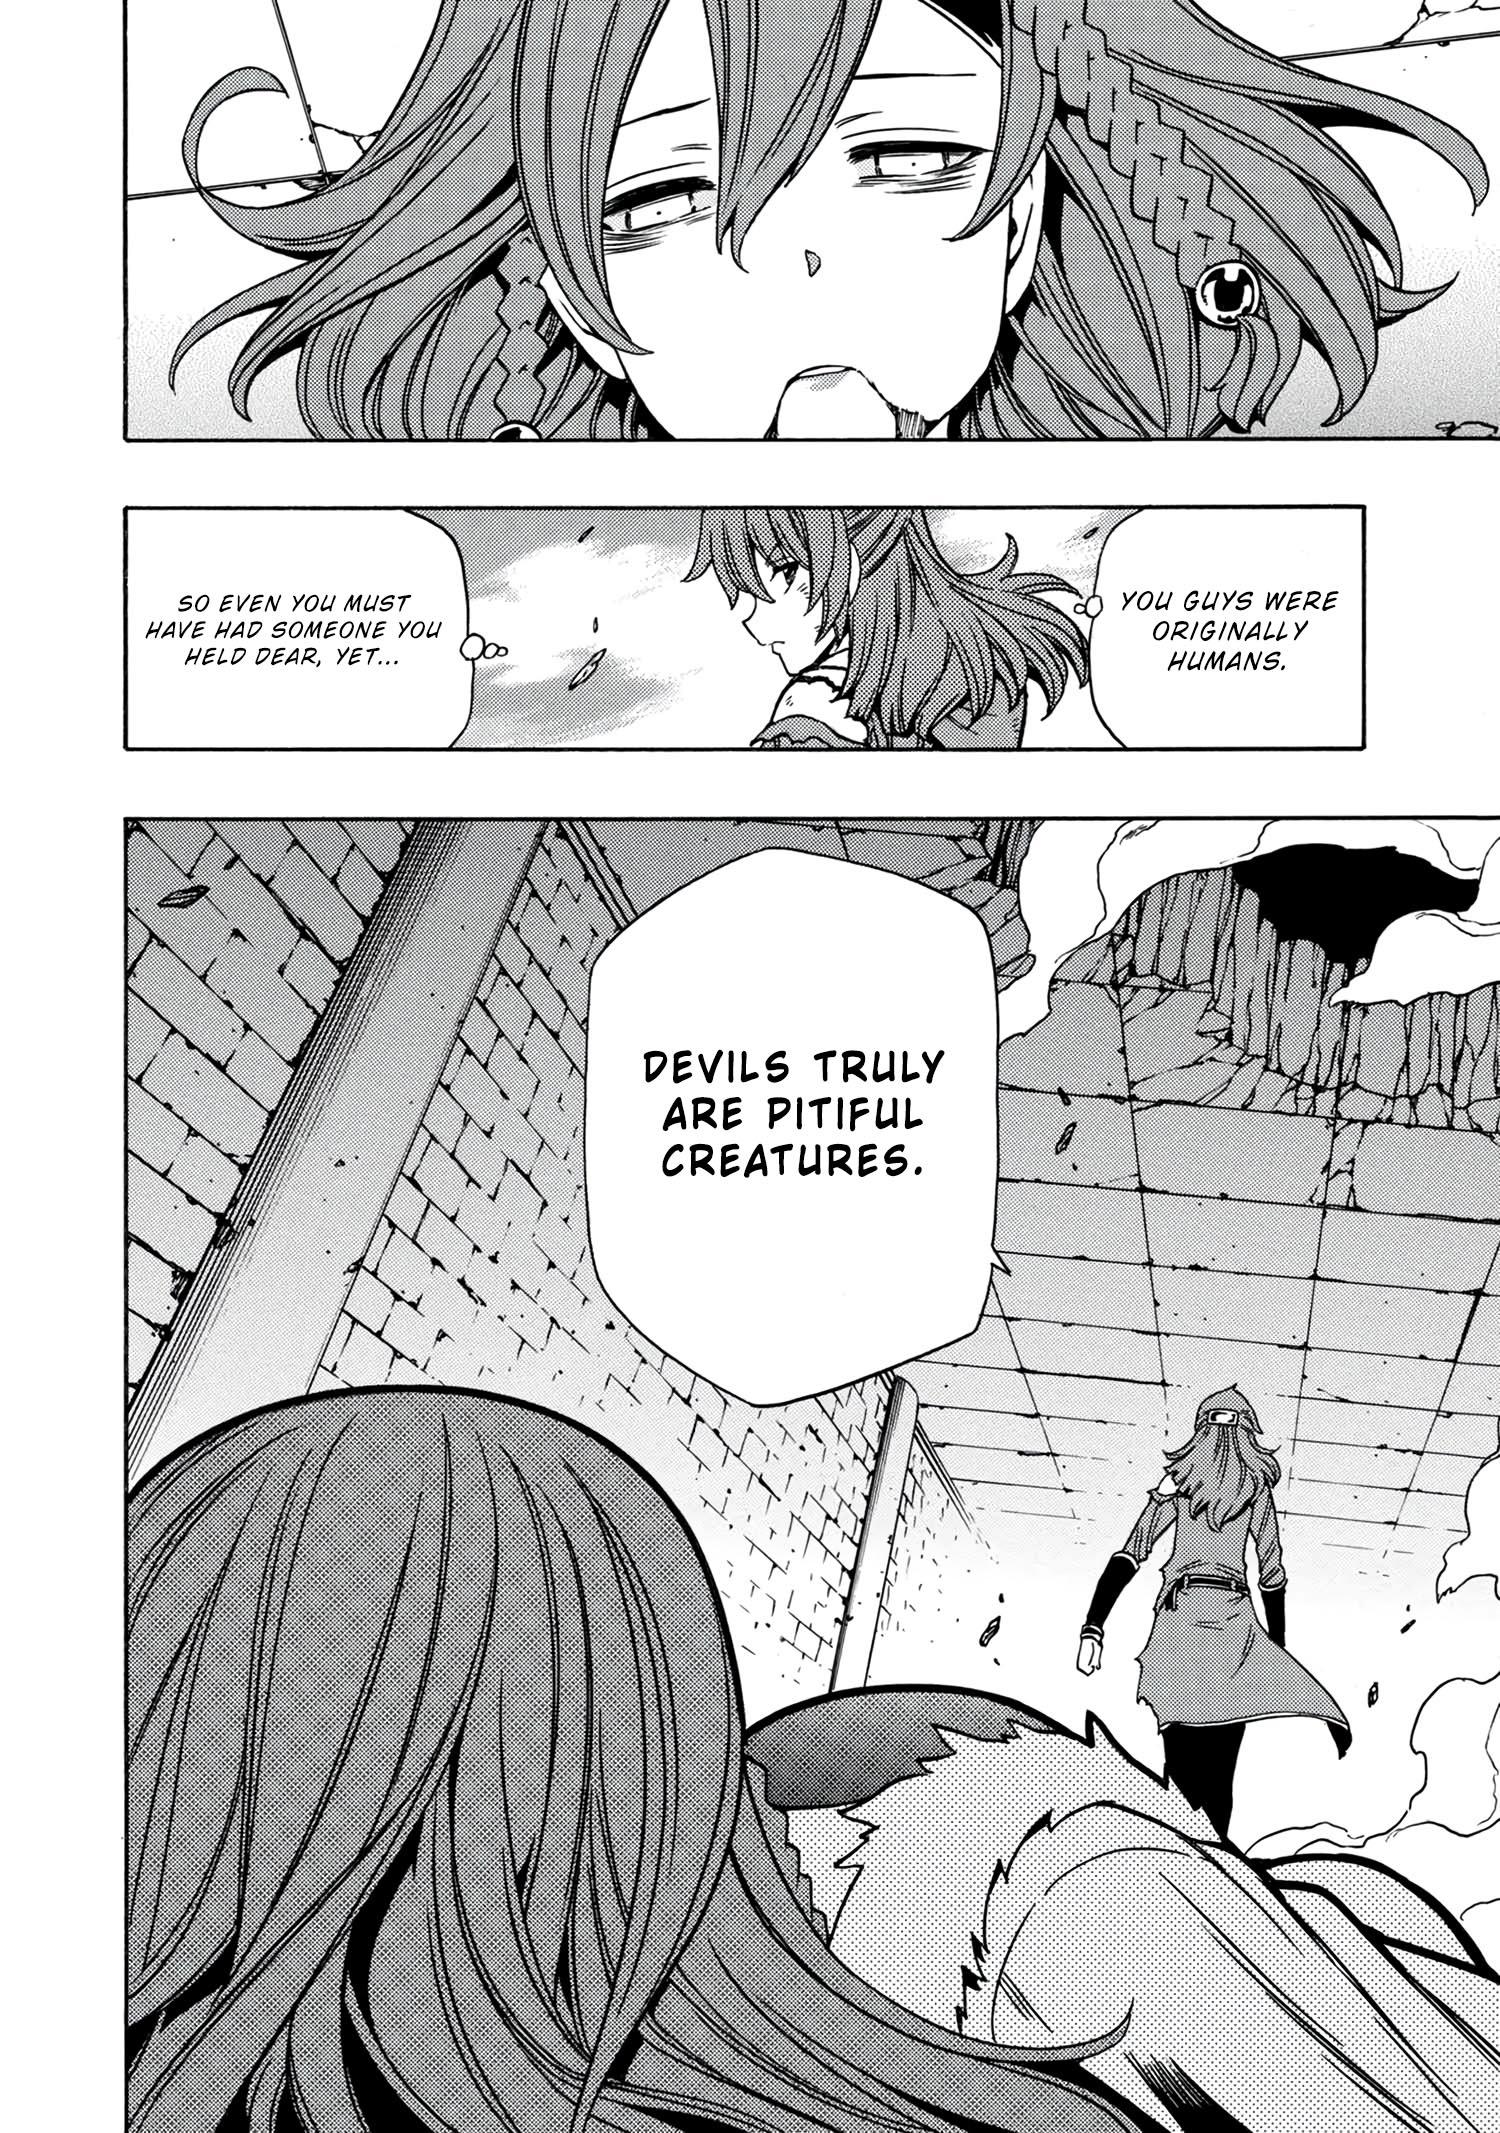 YOU GUYS WERE
ORIGINALLY
HUMANS.
SO EVEN YOU MUST
HAVE HAD SOMEONE YOU
HELD DEAR, YET...
DEVILS TRULY
ARE PITIFUL
CREATURES.